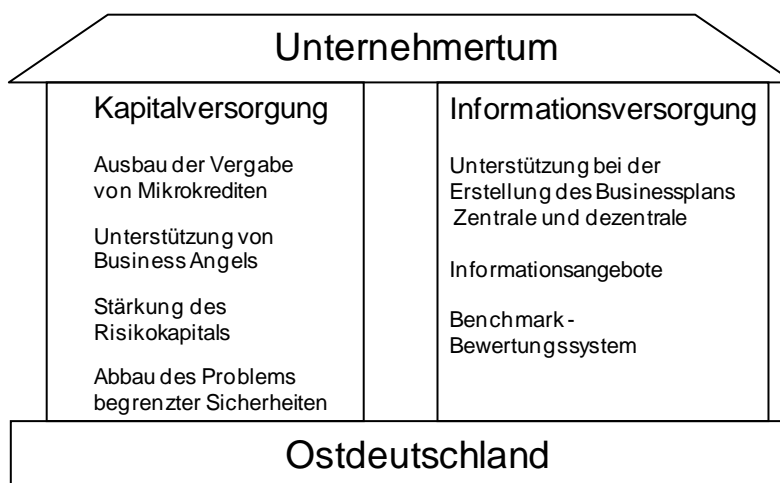 Unternehmertum
Kapitalversorgung
Ausbau der Vergabe
von Mikrokrediten
Unterstützung von
Business Angels
Stärkung des
Risikokapitals
Abbau des Problems
begrenzter Sicherheiten
Informationsversorgung
Unterstützung bei der
Erstellung des Businessplans
Zentrale und dezentrale
Informationsangebote
Benchmark -
Bewertungssystem
Ostdeutschland